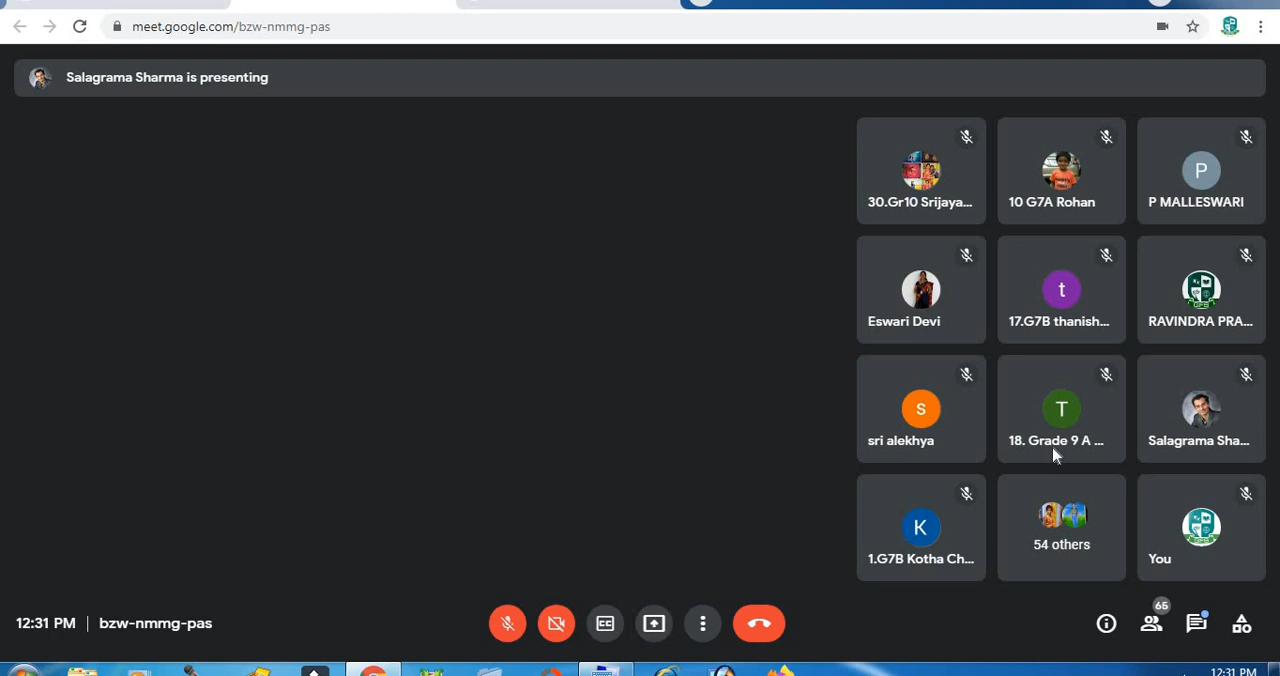 meet.google.com/bzw-nmmg-pas
Salagrama Sharma is presenting
30.Gr10 Srijaya...
10 G7A Rohan
P
P MALLESWARI
Eswari Devi
t
17.G7B thanish...
RAVINDRA PRA...
s
sri alekhya
T
18. Grade 9 A ...
Salagrama Sha...
K
1.G7B Kotha Ch...
54 others
You
12:31 PM | bzw-nmmg-pas
65
12:31 PM